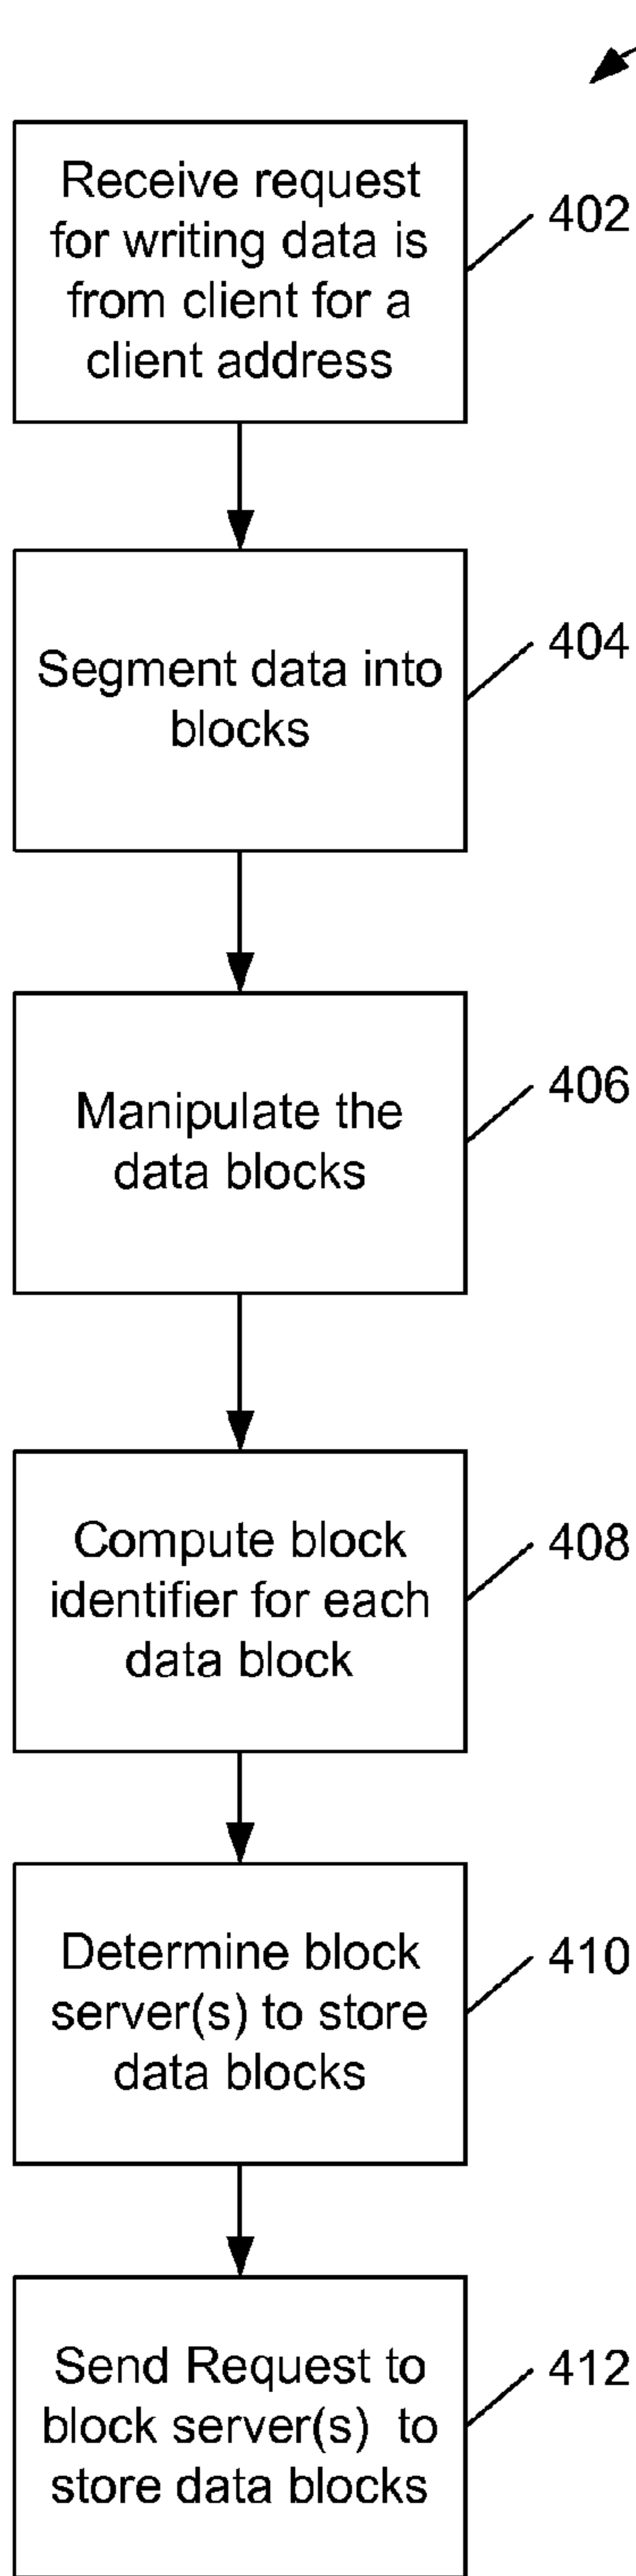 Receive request
for writing data is
from client for a
client address
402
Segment data into
blocks
404
Manipulate the
data blocks
406
Compute block
identifier for each
data block
408
Determine block
server(s) to store
data blocks
410
Send Request to
block server(s)  to
store data blocks
412